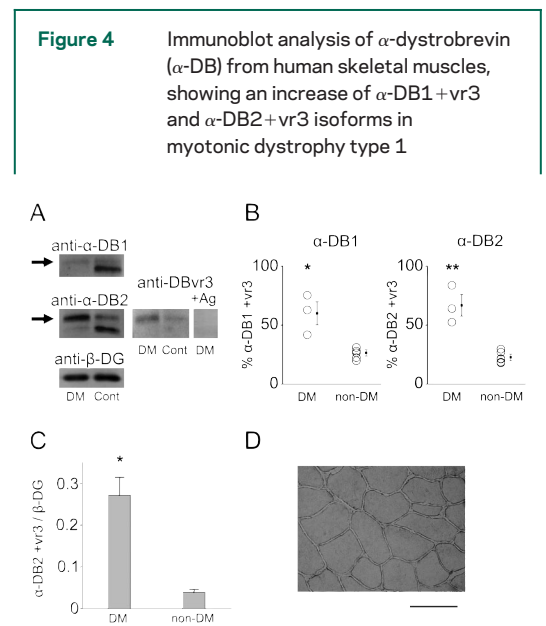 Figure 4
Immunoblot analysis of α-dystrobrevin
(α-DB) from human skeletal muscles,
showing an increase of α-DB1+vr3
and α-DB2+vr3 isoforms in
myotonic dystrophy type 1
A
anti-α-DB1
anti-DBvr3
+Ag
anti-α-DB2
DM Cont DM
anti-β-DG
DM Cont
B
α-DB1
% α-DB1 +vr3
100
50
0
*
DM non-DM
α-DB2
% α-DB2 +vr3
100
50
0
**
DM non-DM
C
α-DB2 +vr3 / β-DG
0.3
0.2
0.1
0
*
DM non-DM
D